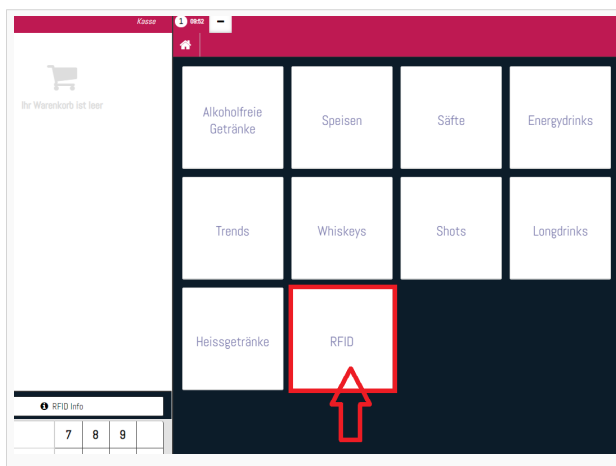 Kasse
1 09:52
Ihr Warenkorb ist leer
Alkoholfreie
Getränke
Speisen
Säfte
Energydrinks
Trends
Whiskeys
Shots
Longdrinks
Heissgetränke
RFID
RFID Info
7 8 9